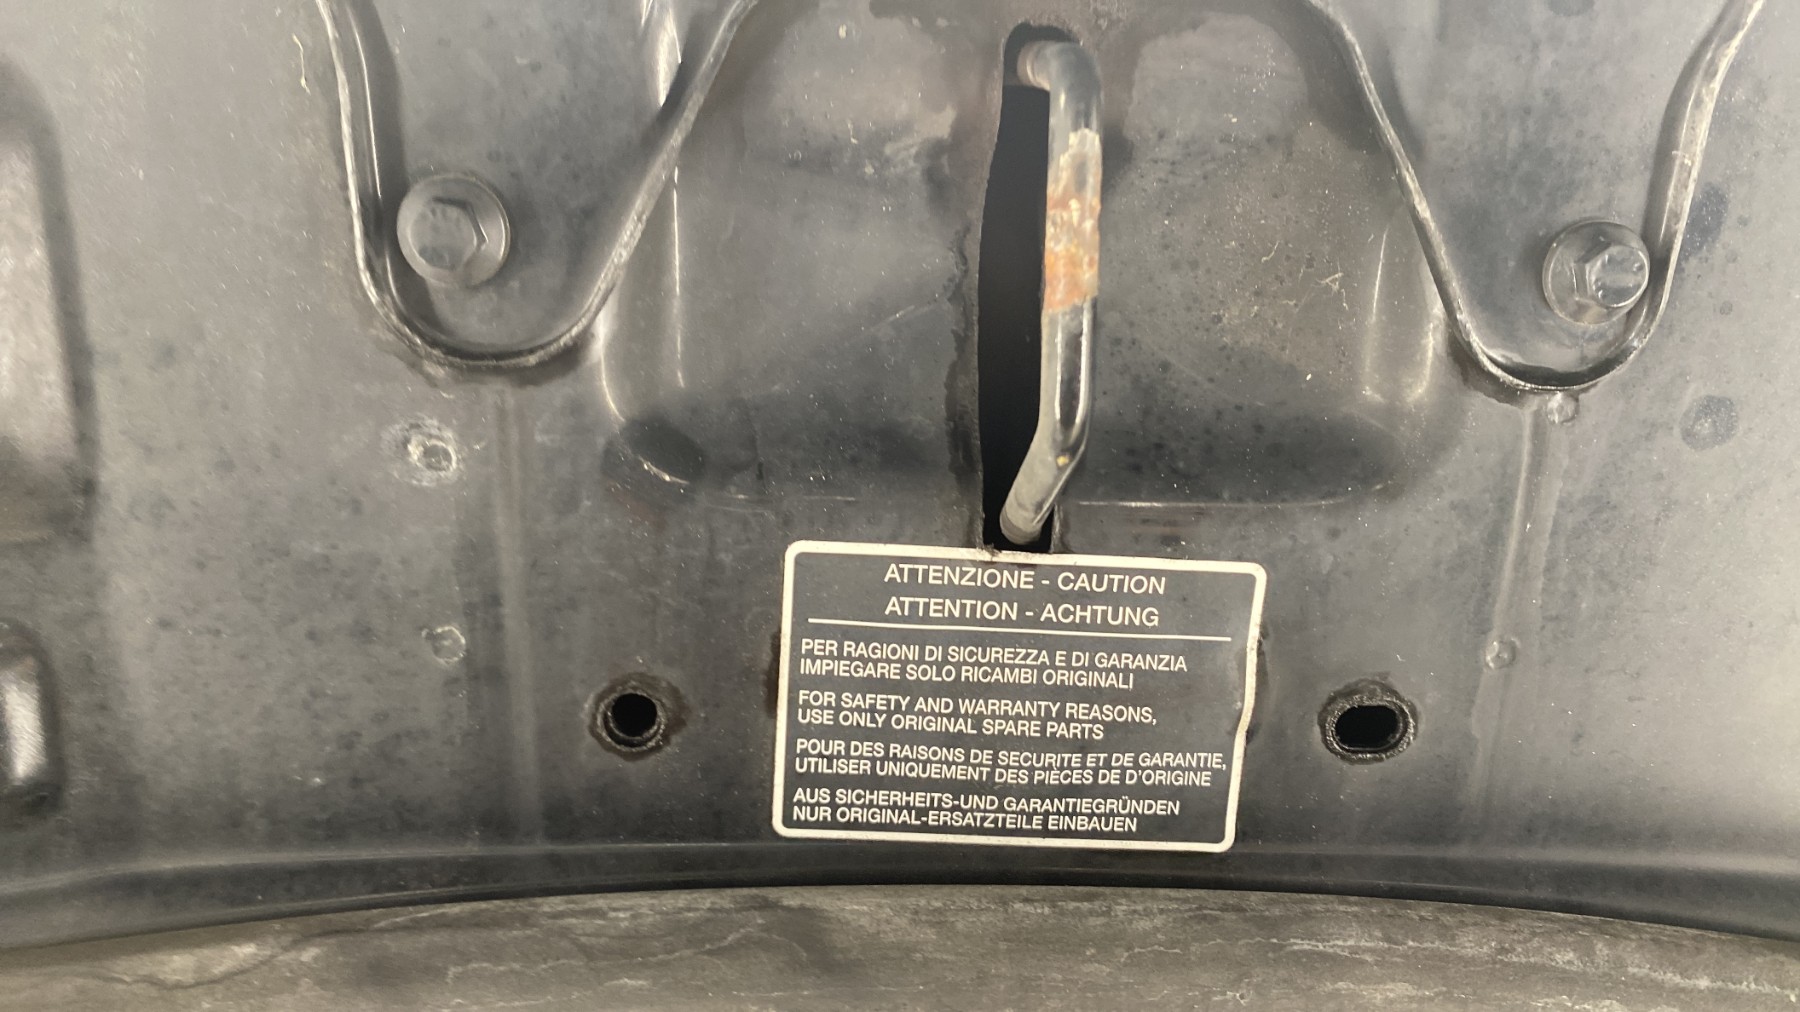 ATTENZIONE - CAUTION
ATTENTION - ACHTUNG
PER RAGIONI DI SICUREZZA E DI GARANZIA
IMPIEGARE SOLO RICAMBI ORIGINALI
FOR SAFETY AND WARRANTY REASONS,
USE ONLY ORIGINAL SPARE PARTS
POUR DES RAISONS DE SECURITE ET DE GARANTIE,
UTILISER UNIQUEMENT DES PIÈCES DE D'ORIGINE
AUS SICHERHEITS-UND GARANTIEGRÜNDEN
NUR ORIGINAL-ERSATZTEILE EINBAUEN